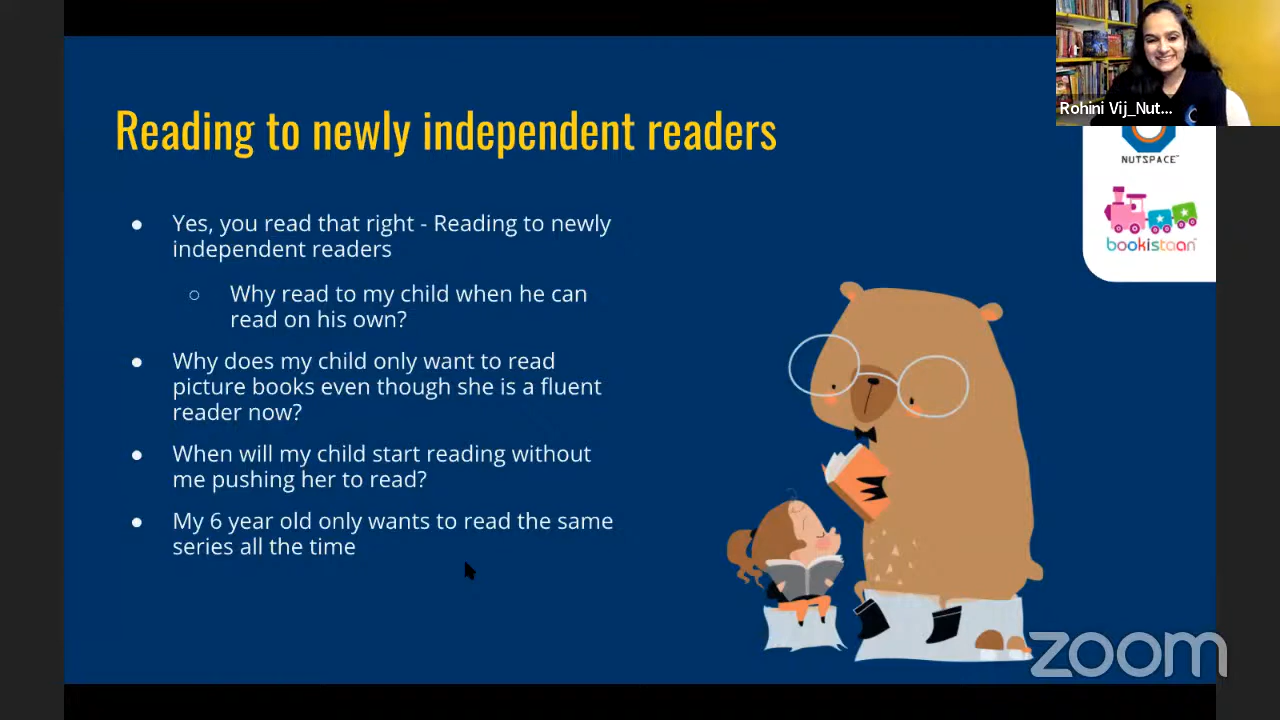 Rohini Vij_Nut...
NUTSPACE™
bookistaan™
Reading to newly independent readers
● Yes, you read that right - Reading to newly
independent readers
○ Why read to my child when he can
read on his own?
● Why does my child only want to read
picture books even though she is a fluent
reader now?
● When will my child start reading without
me pushing her to read?
● My 6 year old only wants to read the same
series all the time
zoom